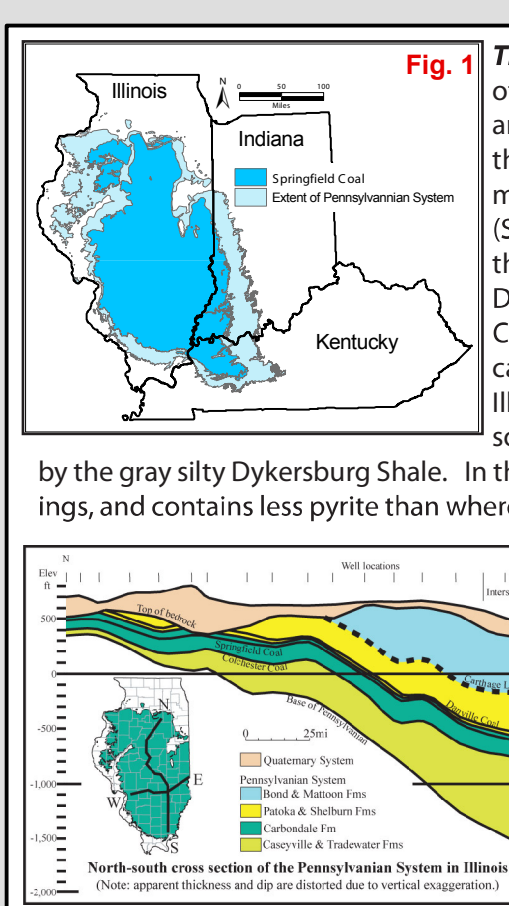 Fig. 1
Illinois
N
0 50 100
Miles
Indiana
Springfield Coal
Extent of Pennsylvannian System
Kentucky
by the gray silty Dykersburg Shale. In th
ings, and contains less pyrite than where
N
Elev
ft
Well locations
Inters
500
0
-500
-1,000
-1,500
-2,000
Top of bedrock
Springfield Coal
Colchester Coal
Base of Pennsylvanian
Carthage L
Danville Coal
N
E
W
S
0 25mi
Quaternary System
Pennsylvanian System
Bond & Mattoon Fms
Patoka & Shelburn Fms
Carbondale Fm
Caseyville & Tradewater Fms
North-south cross section of the Pennsylvanian System in Illinois
(Note: apparent thickness and dip are distorted due to vertical exaggeration.)